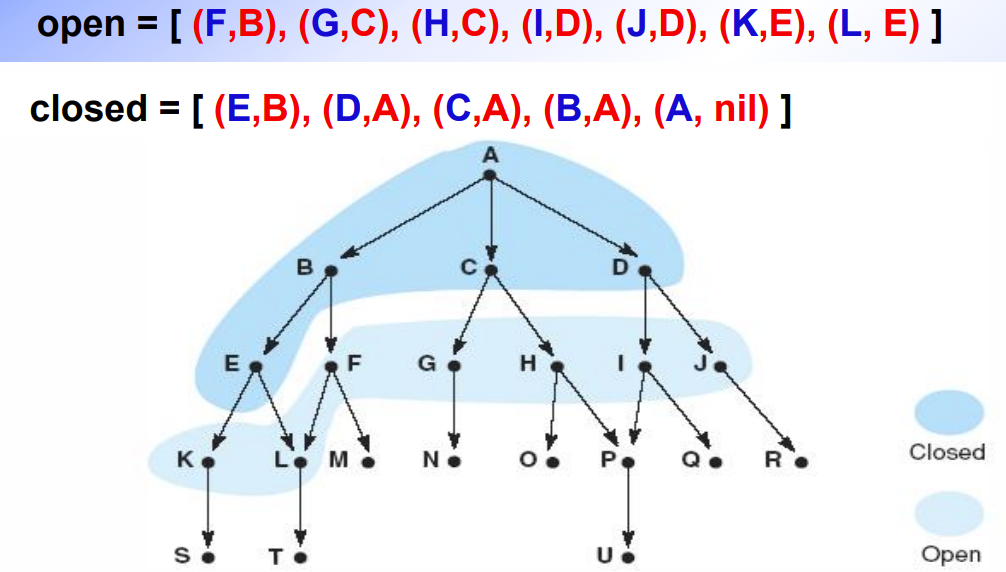 open = [ (F,B), (G,C), (H,C), (I,D), (J,D), (K,E), (L, E) ]
closed = [ (E,B), (D,A), (C,A), (B,A), (A, nil) ]
A
B C D
E F G H I J
K L M N O P Q R
Closed
S T U
Open